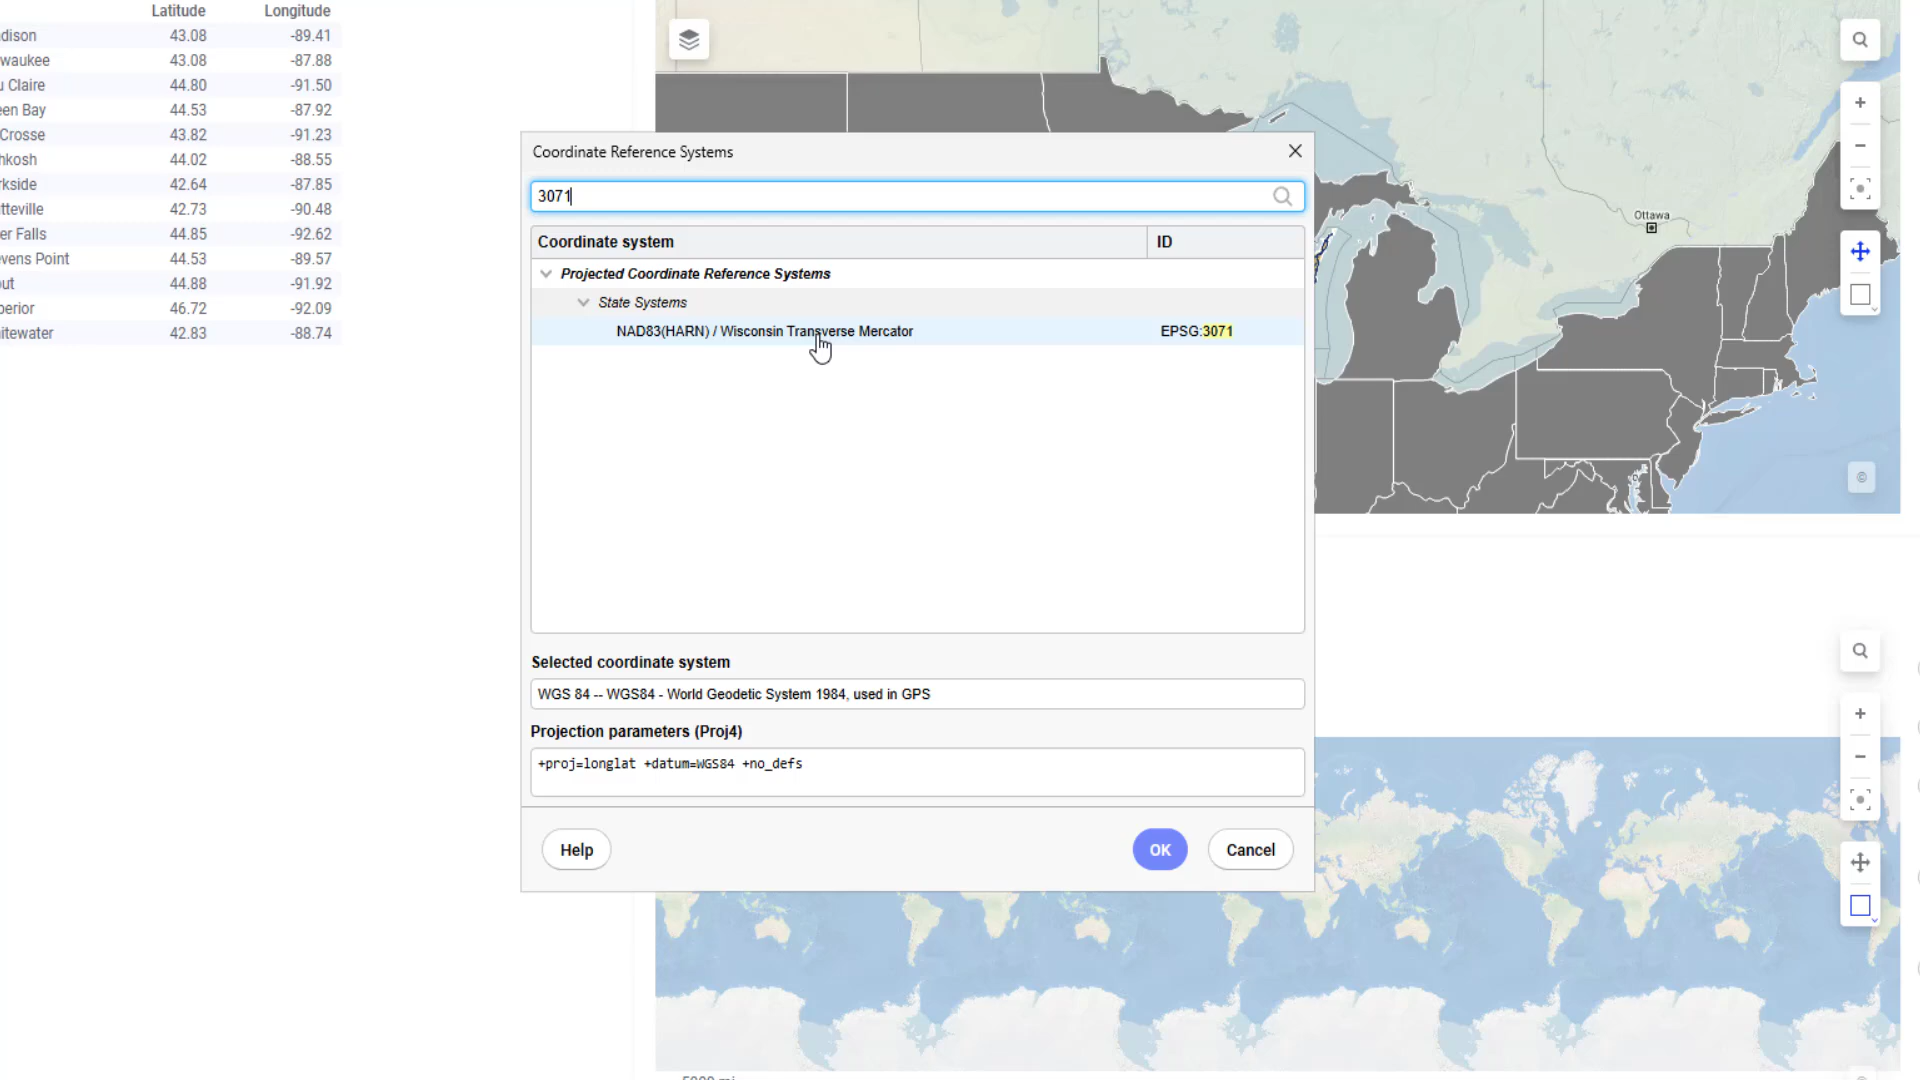 Latitude Longitude
dison 43.08 -89.41
waukee 43.08 -87.88
u Claire 44.80 -91.50
een Bay 44.53 -87.92
Crosse 43.82 -91.23
hkosh 44.02 -88.55
rkside 42.64 -87.85
tteville 42.73 -90.48
er Falls 44.85 -92.62
evens Point 44.53 -89.57
out 44.88 -91.92
perior 46.72 -92.09
itewater 42.83 -88.74
Ottawa
©
Coordinate Reference Systems
3071
Coordinate system ID
Projected Coordinate Reference Systems
State Systems
NAD83(HARN) / Wisconsin Transverse Mercator EPSG:3071
Selected coordinate system
WGS 84 -- WGS84 - World Geodetic System 1984, used in GPS
Projection parameters (Proj4)
+proj=longlat +datum=WGS84 +no_defs
Help OK Cancel